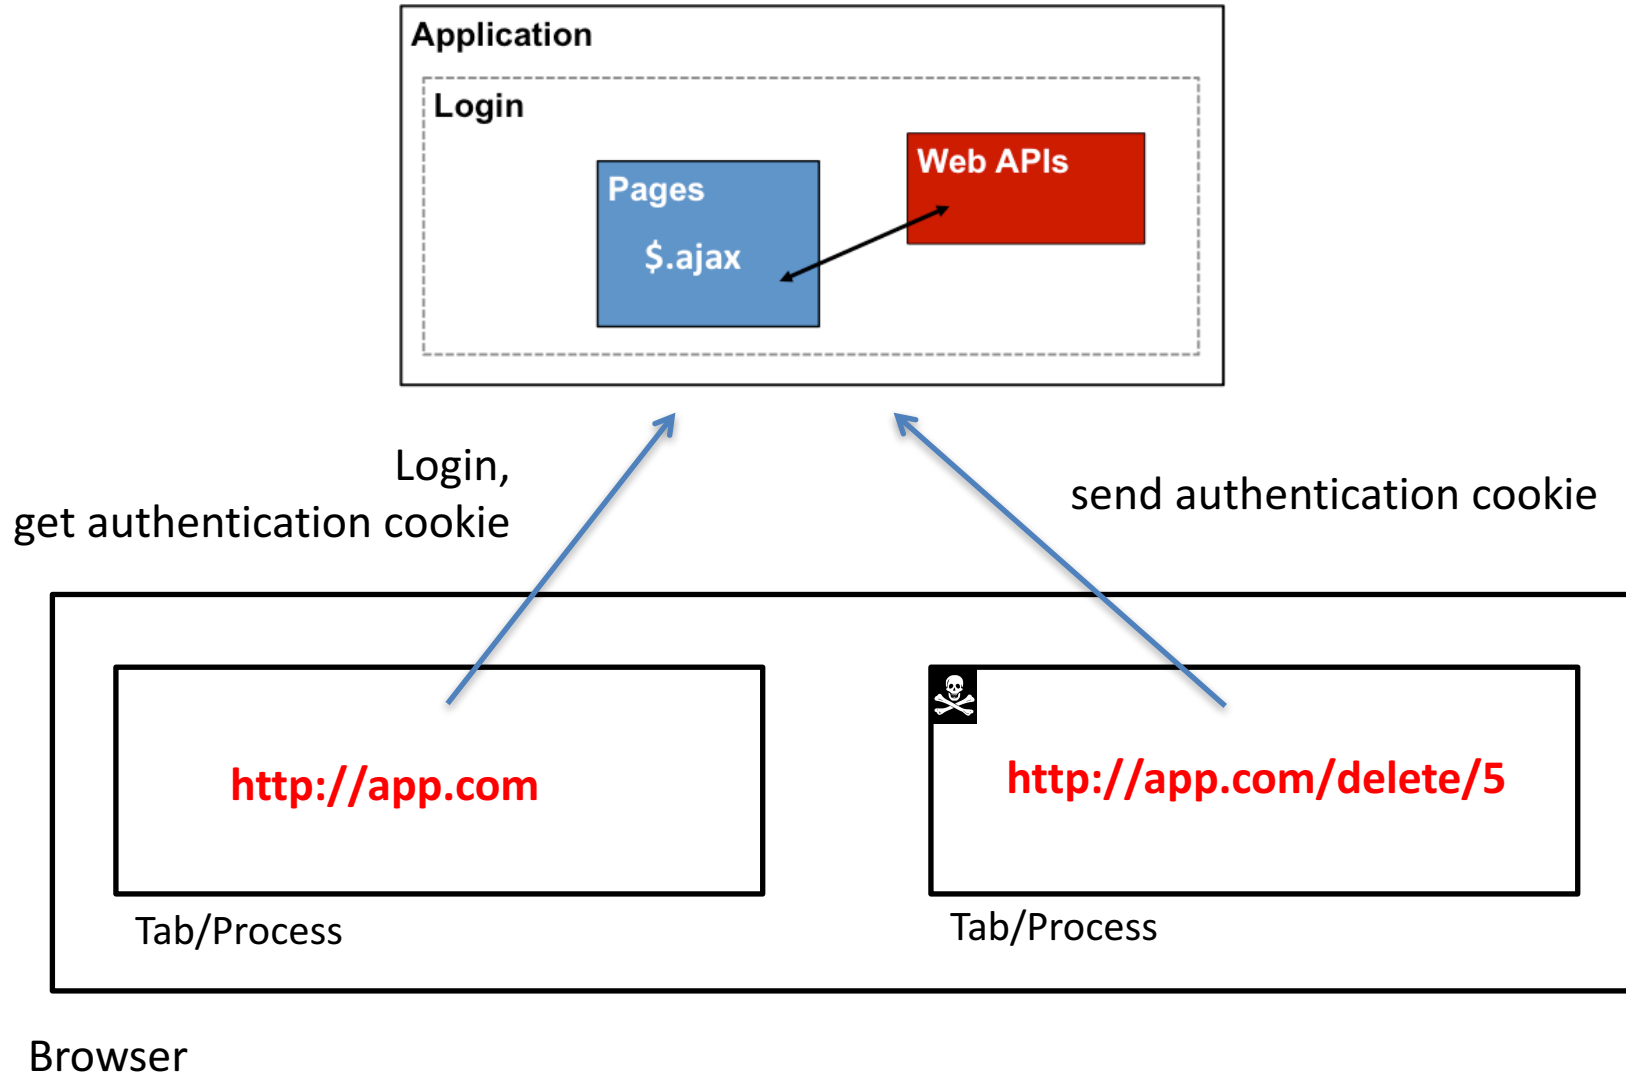 Application
Login
Pages
$.ajax
Web APIs
Login,
get authentication cookie
send authentication cookie
http://app.com
http://app.com/delete/5
Tab/Process
Tab/Process
Browser